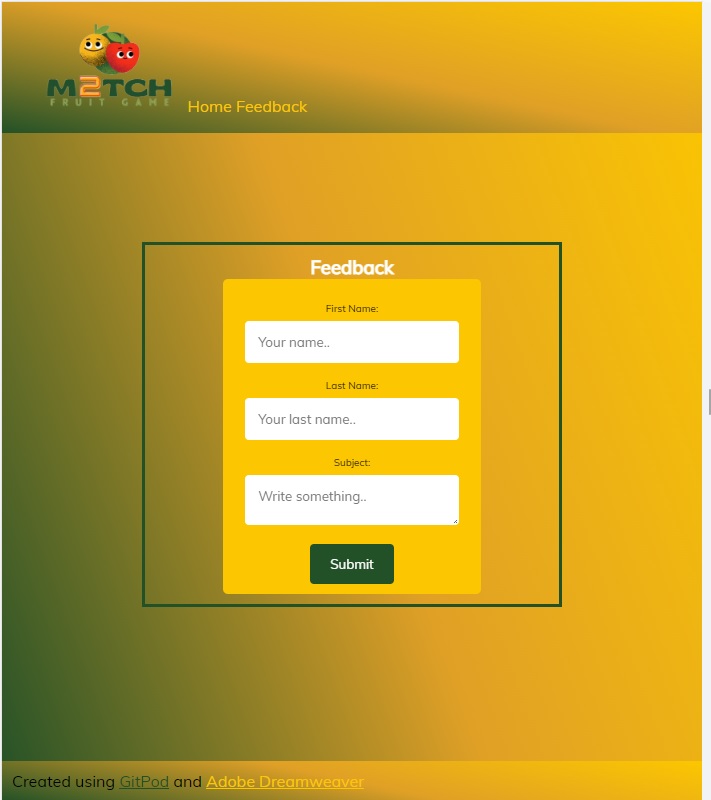 M2TCH
FRUIT GAME
Home Feedback
Feedback
First Name:
Your name..
Last Name:
Your last name..
Subject:
Write something..
Submit
Created using GitPod and Adobe Dreamweaver